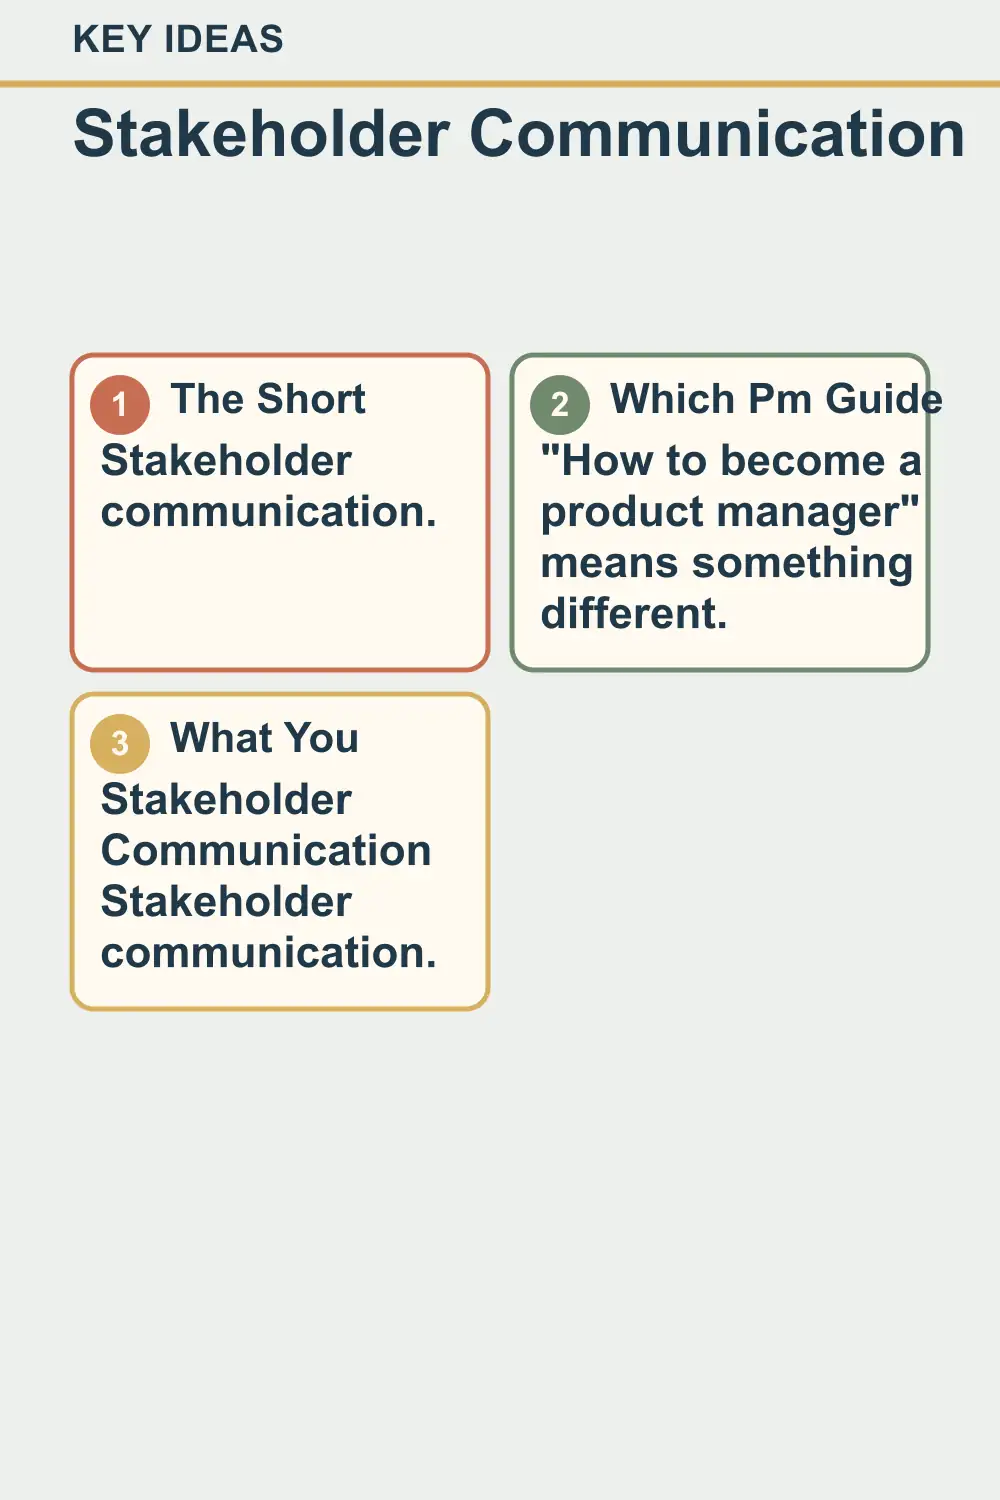 KEY IDEAS
Stakeholder Communication
1 The Short
Stakeholder
communication.
2 Which Pm Guide
"How to become a
product manager"
means something
different.
3 What You
Stakeholder
Communication
Stakeholder
communication.